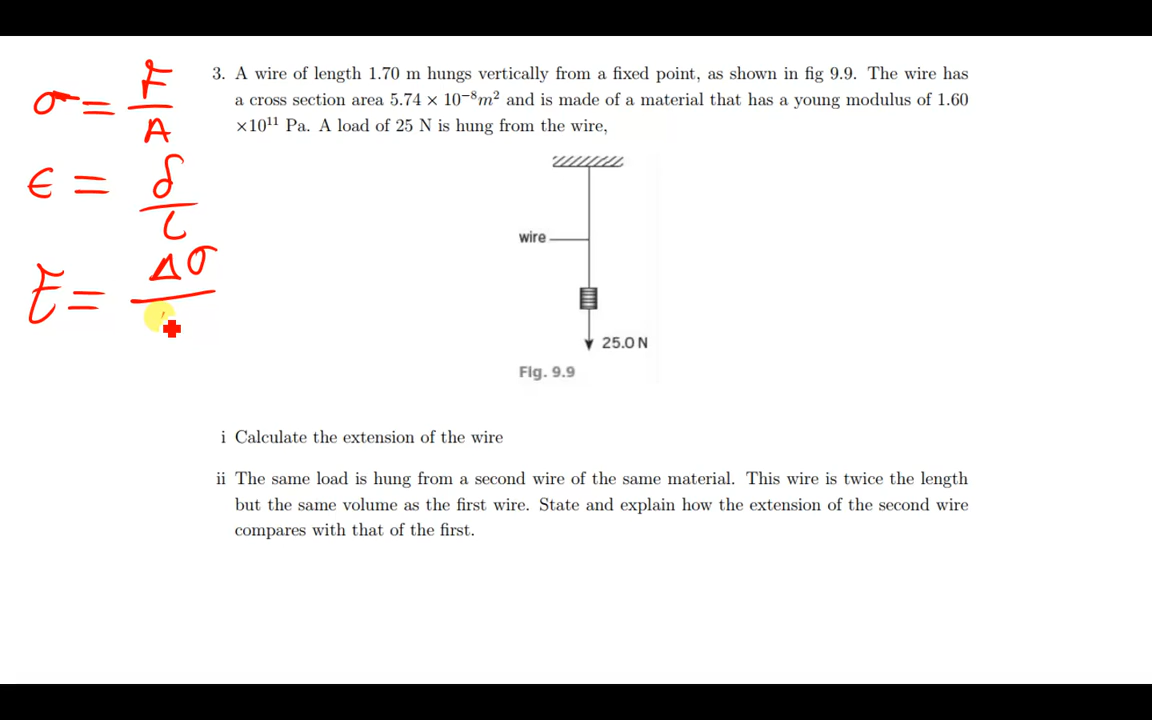 σ = F/A
ϵ = δ/L
E = Δσ/
3. A wire of length 1.70 m hungs vertically from a fixed point, as shown in fig 9.9. The wire has
a cross section area 5.74 × 10⁻⁸m² and is made of a material that has a young modulus of 1.60
×10¹¹ Pa. A load of 25 N is hung from the wire,
wire
25.0 N
Fig. 9.9
i Calculate the extension of the wire
ii The same load is hung from a second wire of the same material. This wire is twice the length
but the same volume as the first wire. State and explain how the extension of the second wire
compares with that of the first.